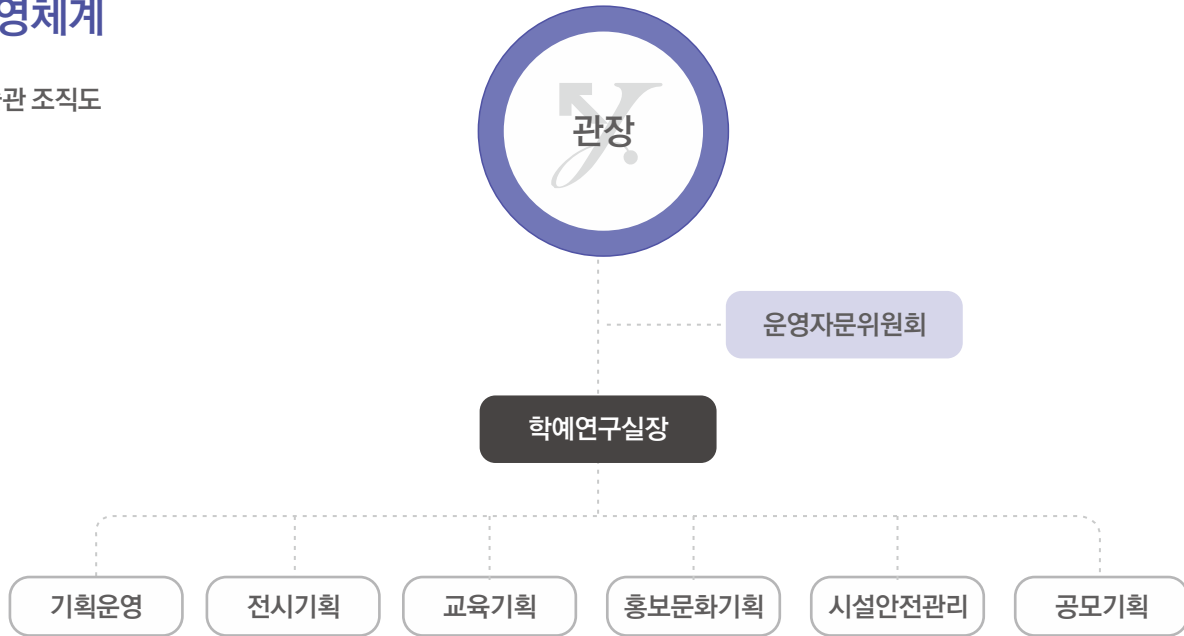 영체계
관 조직도
관장
운영자문위원회
학예연구실장
기획운영
전시기획
교육기획
홍보문화기획
시설안전관리
공모기획